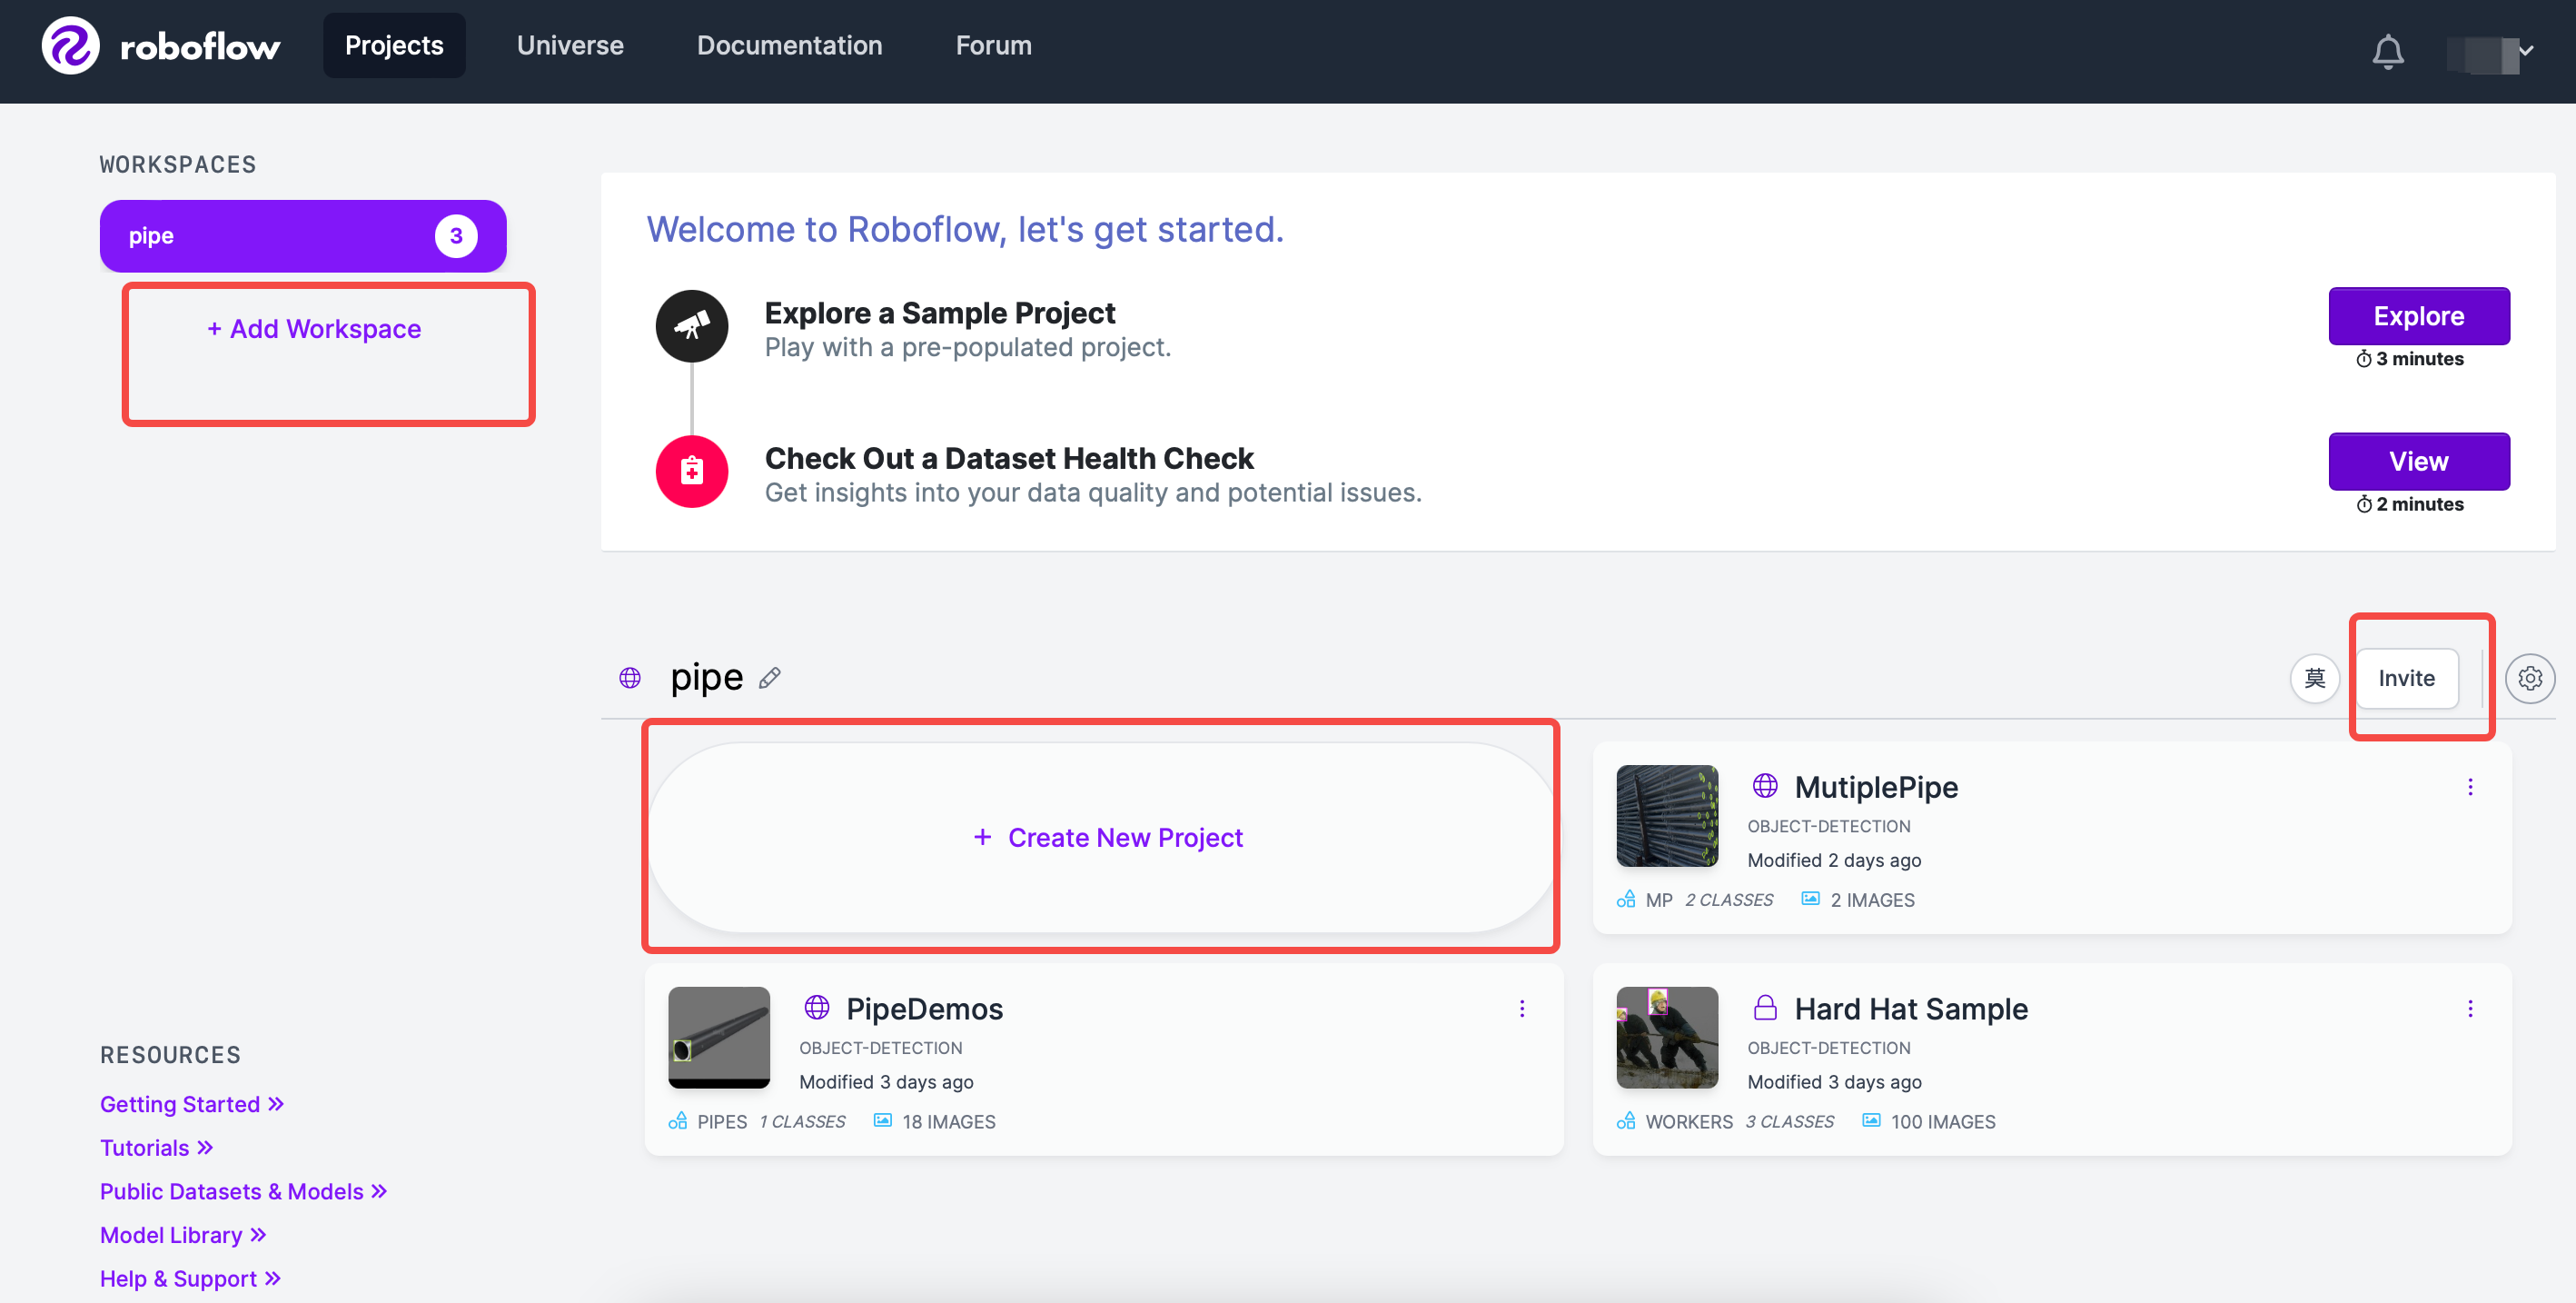 roboflow Projects Universe Documentation Forum
WORKSPACES
pipe 3
+ Add Workspace
Welcome to Roboflow, let's get started.
Explore a Sample Project
Play with a pre-populated project.
Explore
3 minutes
Check Out a Dataset Health Check
Get insights into your data quality and potential issues.
View
2 minutes
pipe
莫 Invite
+ Create New Project
MutiplePipe
OBJECT-DETECTION
Modified 2 days ago
MP 2 CLASSES 2 IMAGES
PipeDemos
OBJECT-DETECTION
Modified 3 days ago
PIPES 1 CLASSES 18 IMAGES
Hard Hat Sample
OBJECT-DETECTION
Modified 3 days ago
WORKERS 3 CLASSES 100 IMAGES
RESOURCES
Getting Started »
Tutorials »
Public Datasets & Models »
Model Library »
Help & Support »